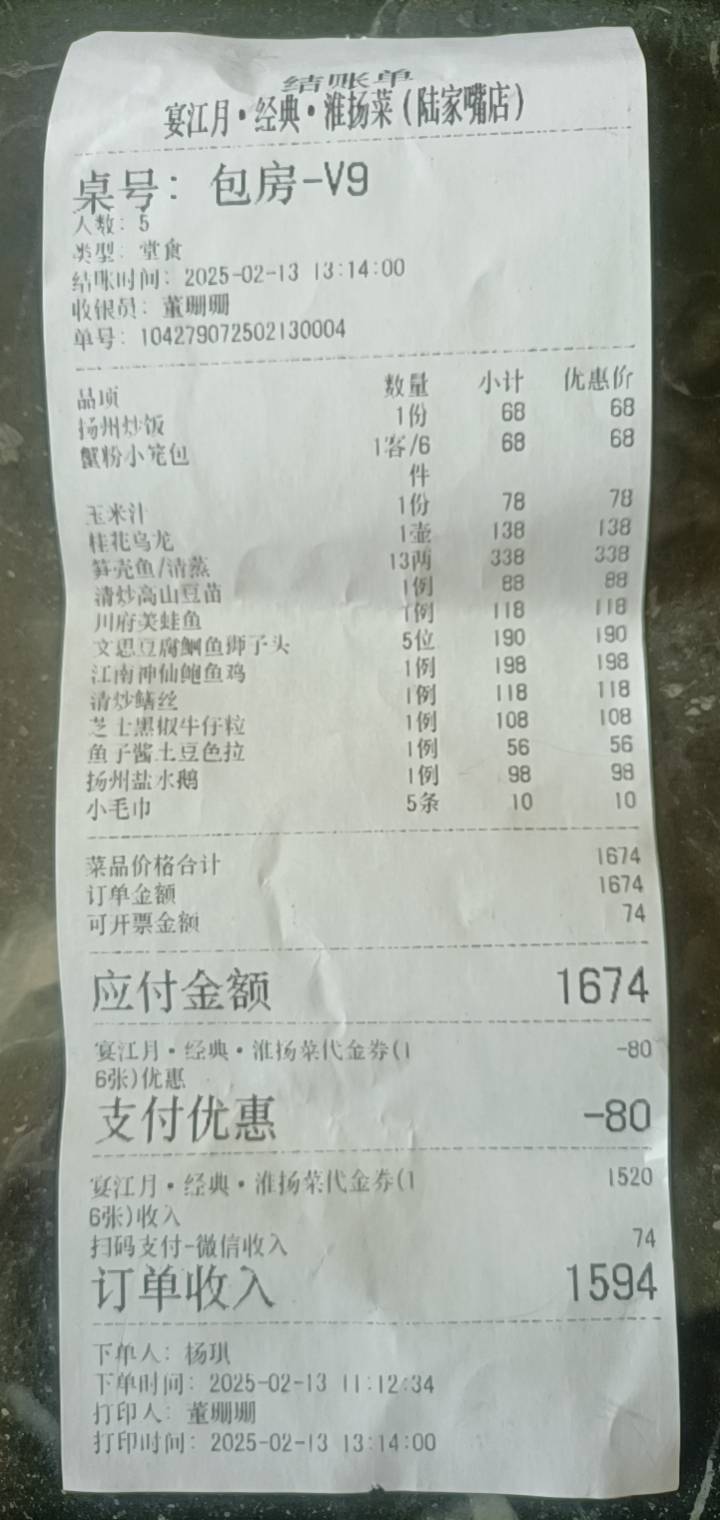 结账单
宴江月·经典·淮扬菜(陆家嘴店)
桌号: 包房-V9
人数: 5
类型: 堂食
结账时间: 2025-02-13 13:14:00
收银员: 董珊珊
单号: 104279072502130004
品项 数量 小计 优惠价
扬州炒饭 1份 68 68
蟹粉小笼包 1客/6 68 68
件
玉米汁 1份 78 78
桂花乌龙 1壶 138 138
笋壳鱼/清蒸 13两 338 338
清炒高山豆苗 1例 88 88
川府美蛙鱼 1例 118 118
文思豆腐鮰鱼狮子头 5位 190 190
江南神仙鲍鱼鸡 1例 198 198
清炒鳝丝 1例 118 118
芝士黑椒牛仔粒 1例 108 108
鱼子酱土豆色拉 1例 56 56
扬州盐水鹅 1例 98 98
小毛巾 5条 10 10
菜品价格合计 1674
订单金额 1674
可开票金额 74
应付金额 1674
宴江月·经典·淮扬菜代金券(1 -80
6张)优惠
支付优惠 -80
宴江月·经典·淮扬菜代金券(1 1520
6张)收入
扫码支付-微信收入 74
订单收入 1594
下单人: 杨琪
下单时间: 2025-02-13 11:12:34
打印人: 董珊珊
打印时间: 2025-02-13 13:14:00